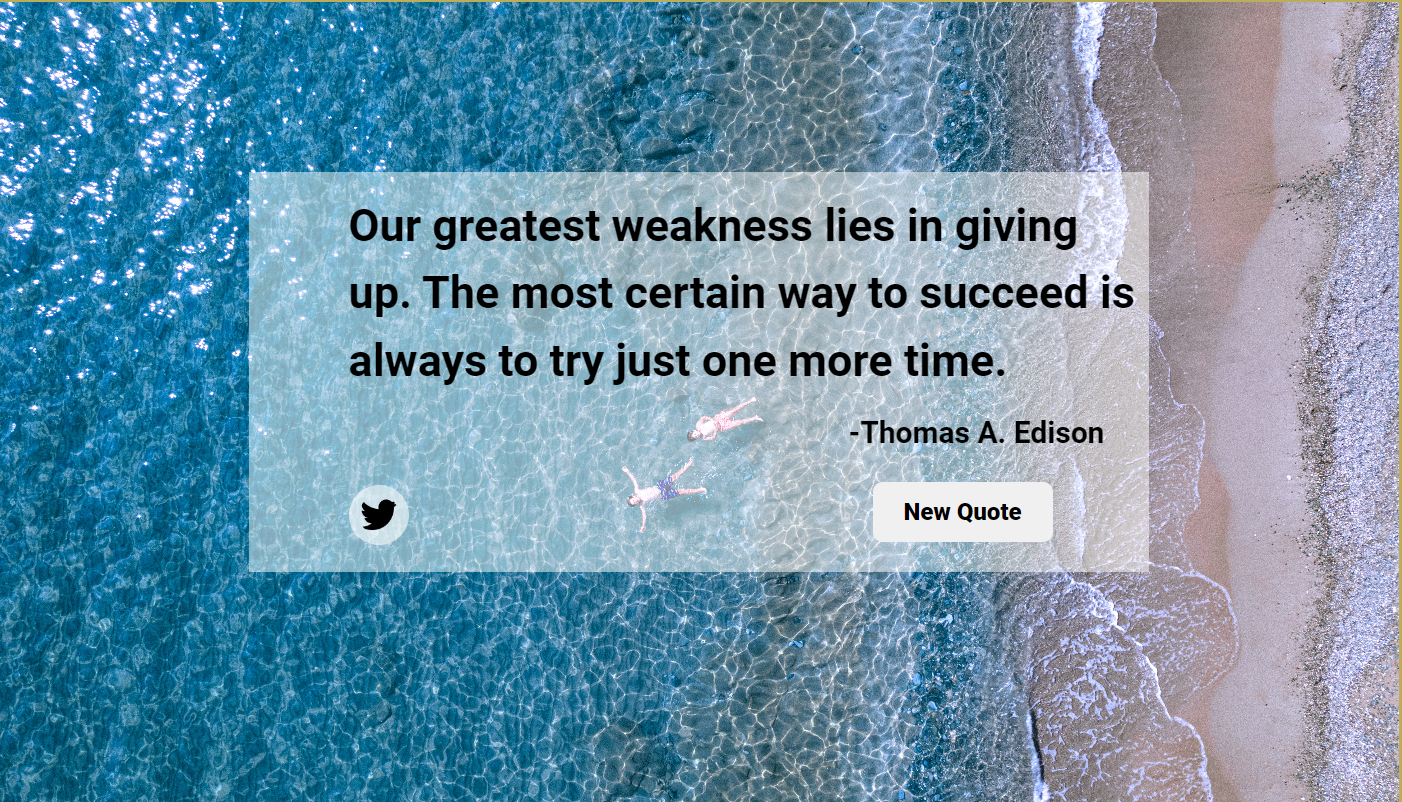 Our greatest weakness lies in giving
up. The most certain way to succeed is
always to try just one more time.
-Thomas A. Edison
New Quote